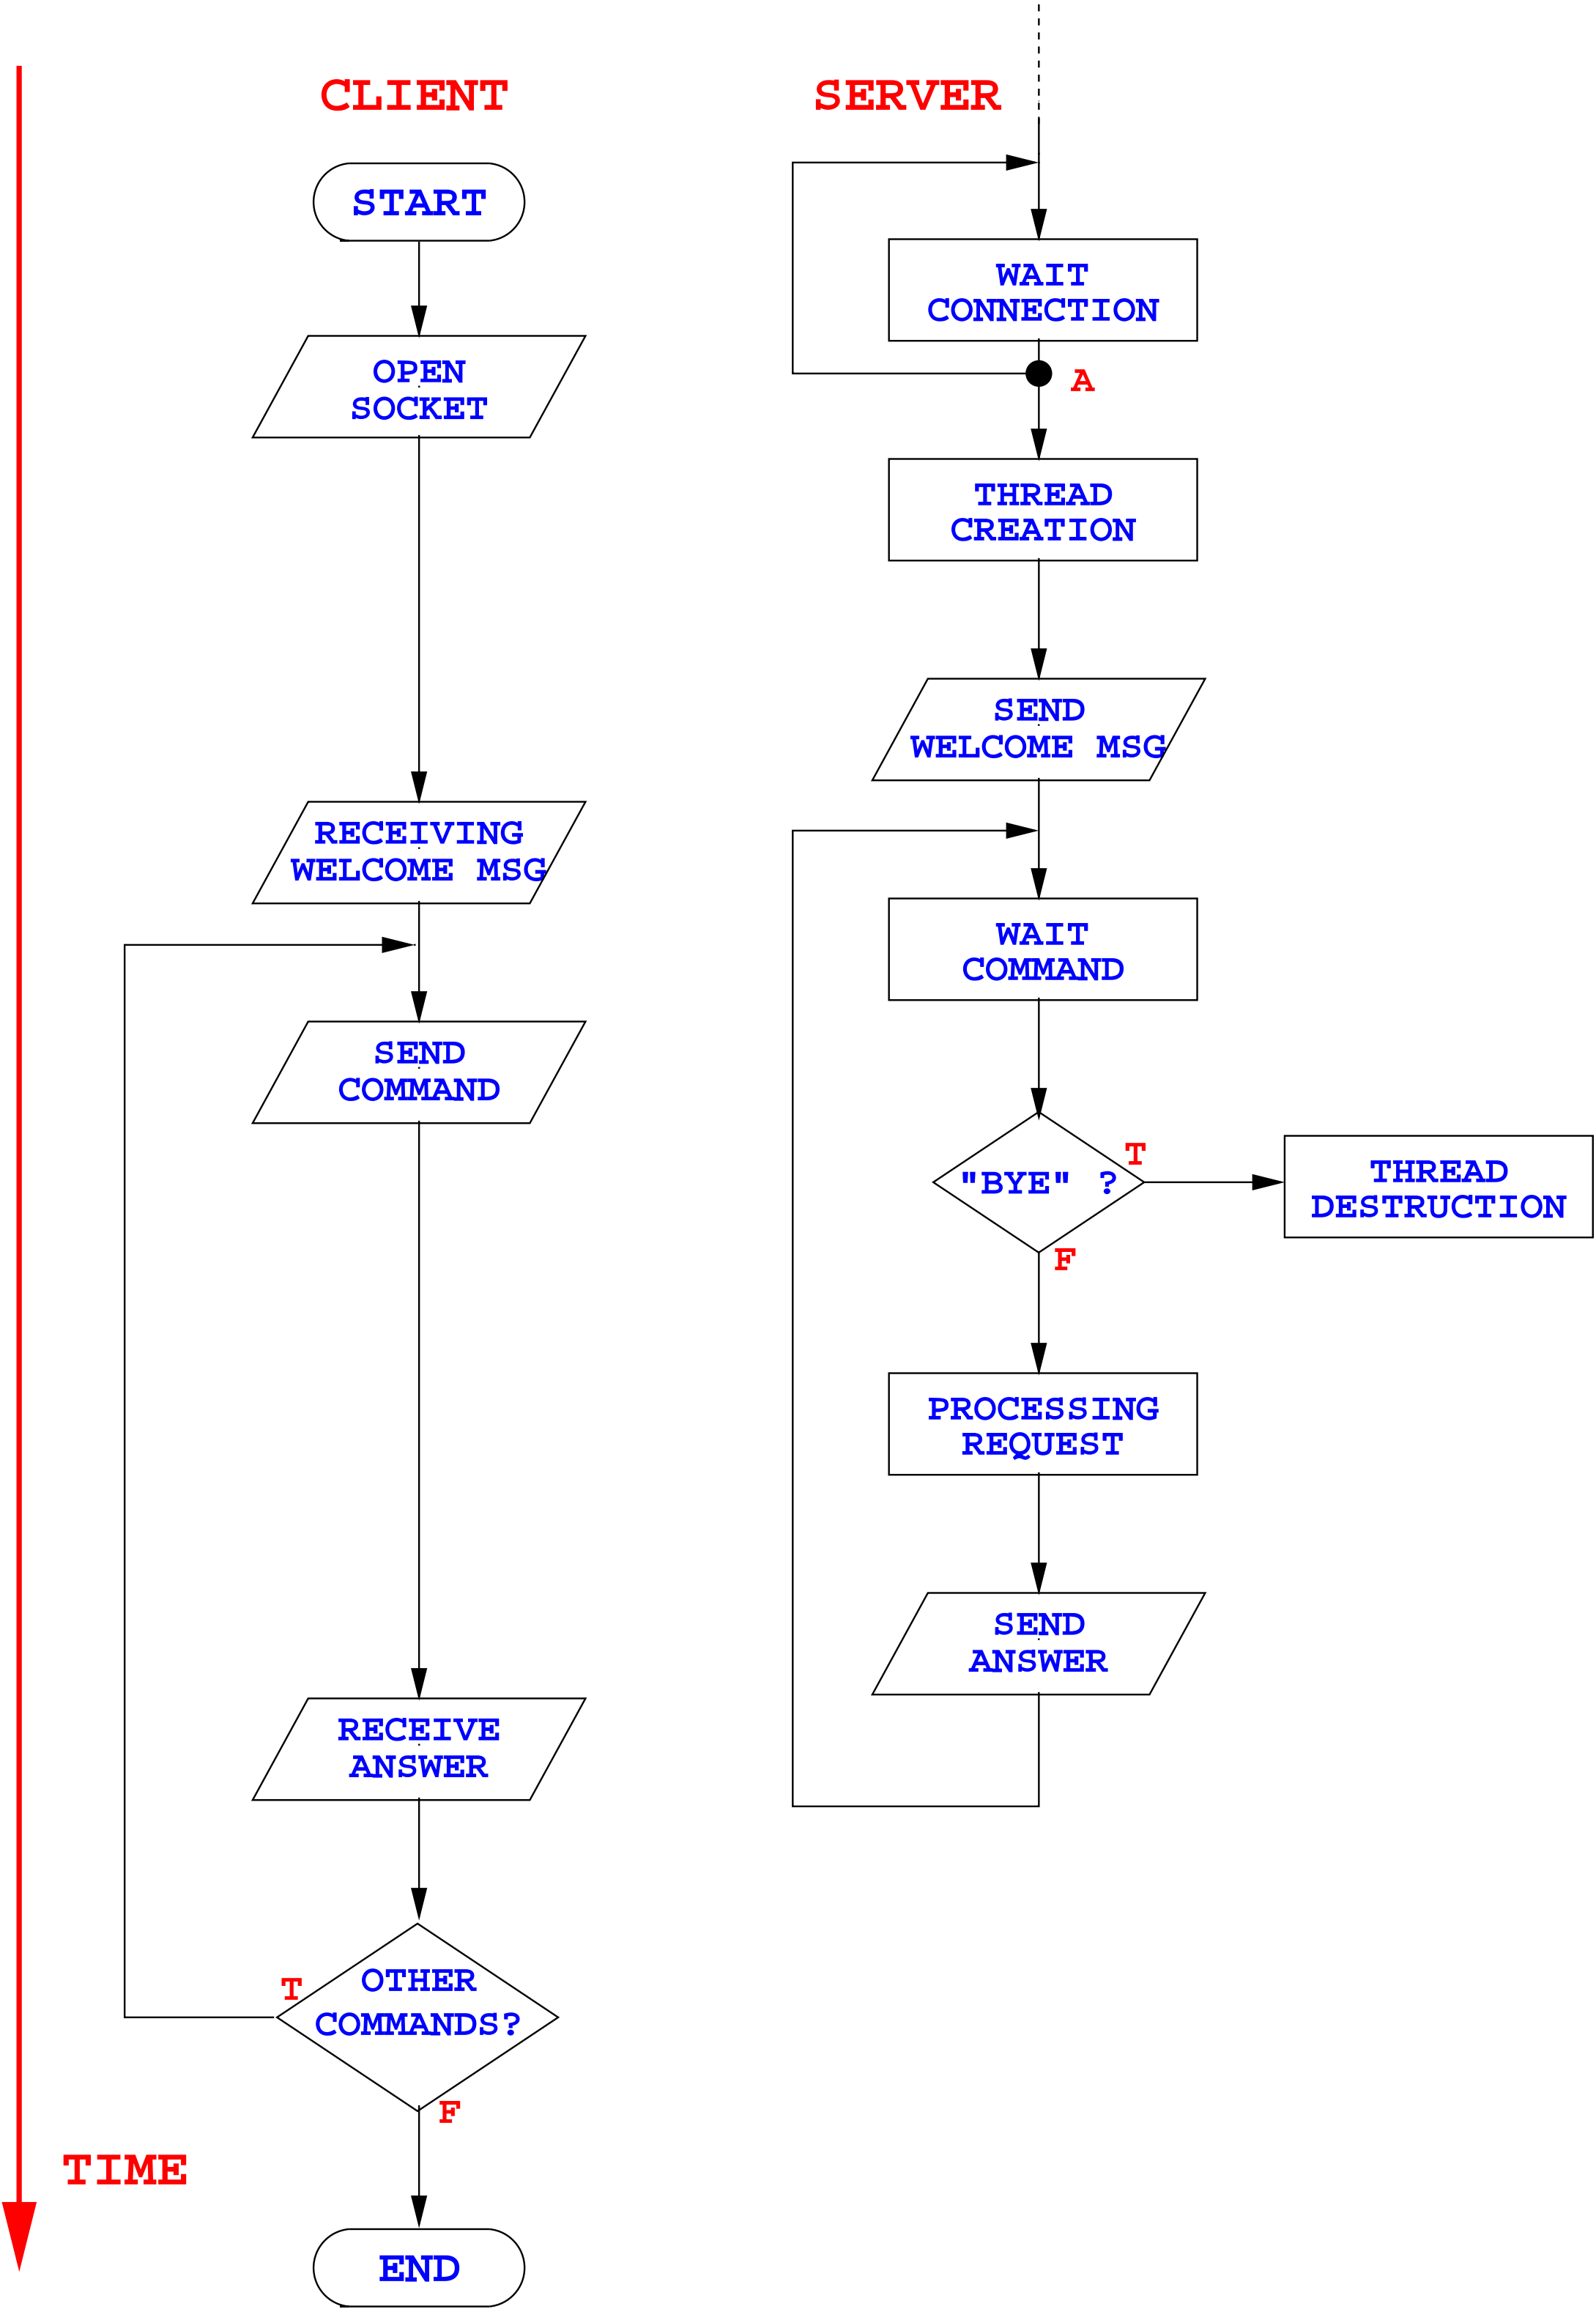 CLIENT
START
OPEN
SOCKET
RECEIVING
WELCOME MSG
SEND
COMMAND
RECEIVE
ANSWER
T
OTHER
COMMANDS?
F
TIME
END
SERVER
WAIT
CONNECTION
A
THREAD
CREATION
SEND
WELCOME MSG
WAIT
COMMAND
"BYE" ?
T
THREAD
DESTRUCTION
F
PROCESSING
REQUEST
SEND
ANSWER